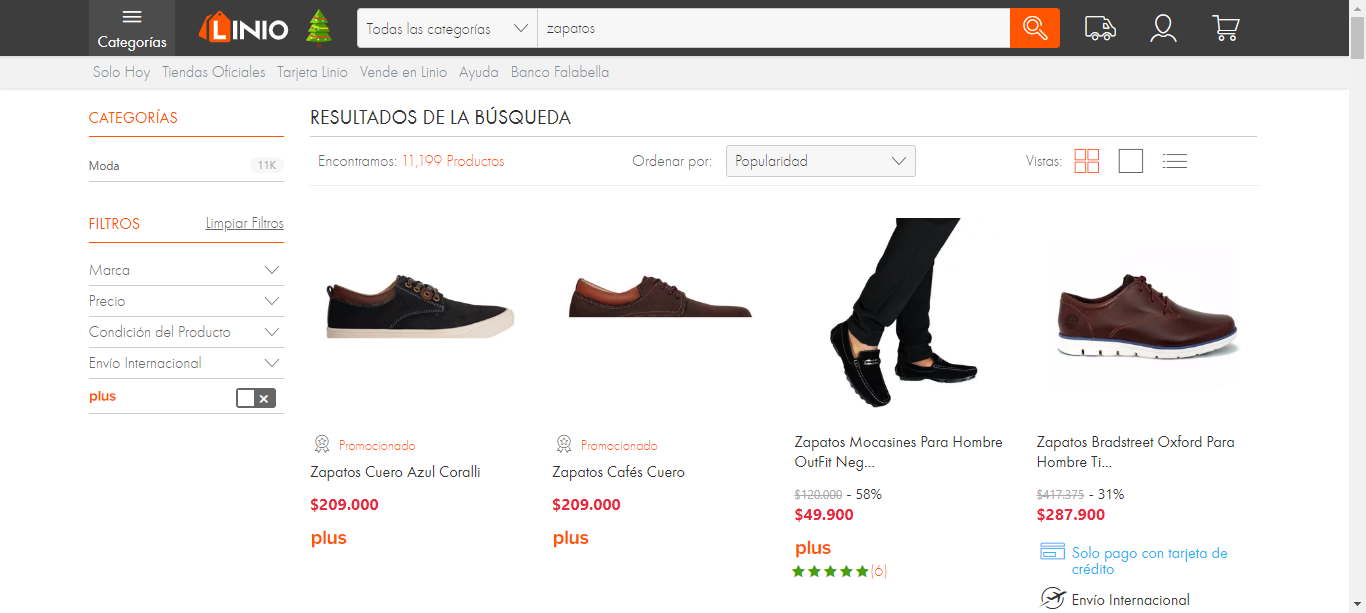 Categorías
LINIO
Todas las categorías
zapatos
Solo Hoy Tiendas Oficiales Tarjeta Linio Vende en Linio Ayuda Banco Falabella
CATEGORÍAS
Moda 11K
FILTROS Limpiar Filtros
Marca
Precio
Condición del Producto
Envío Internacional
plus
RESULTADOS DE LA BÚSQUEDA
Encontramos: 11,199 Productos
Ordenar por: Popularidad
Vistas:
Promocionado
Zapatos Cuero Azul Coralli
$209.000
plus
Promocionado
Zapatos Cafés Cuero
$209.000
plus
Zapatos Mocasines Para Hombre
OutFit Neg...
$120.000 - 58%
$49.900
plus
(6)
Zapatos Bradstreet Oxford Para
Hombre Ti...
$417.375 - 31%
$287.900
Solo pago con tarjeta de
crédito
Envío Internacional